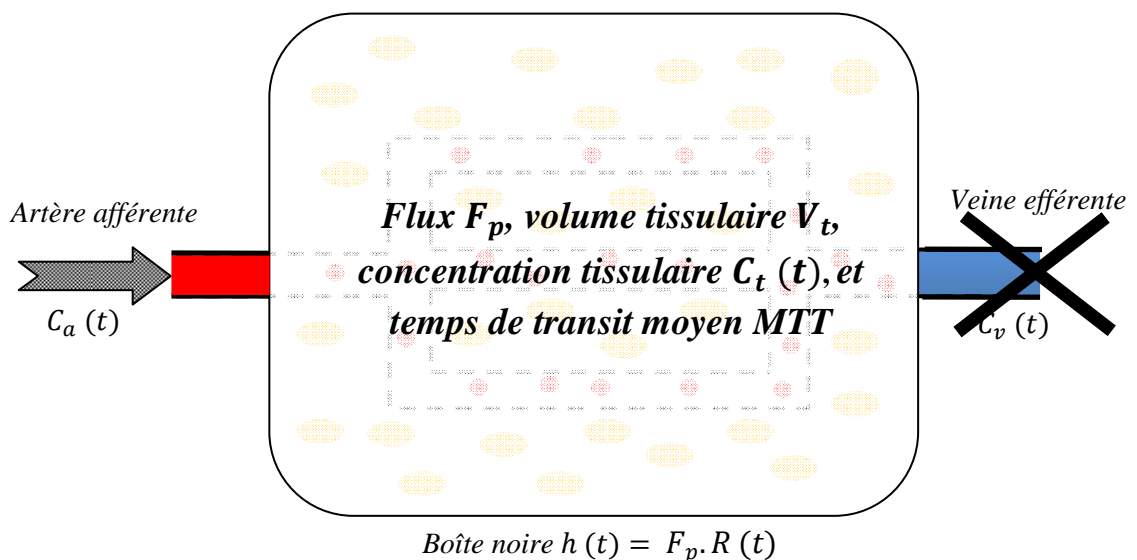 Artère afférente
C_a (t)
Flux F_p, volume tissulaire V_t,
concentration tissulaire C_t (t), et
temps de transit moyen MTT
Veine efférente
C_v (t)
Boîte noire h (t) = F_p. R (t)